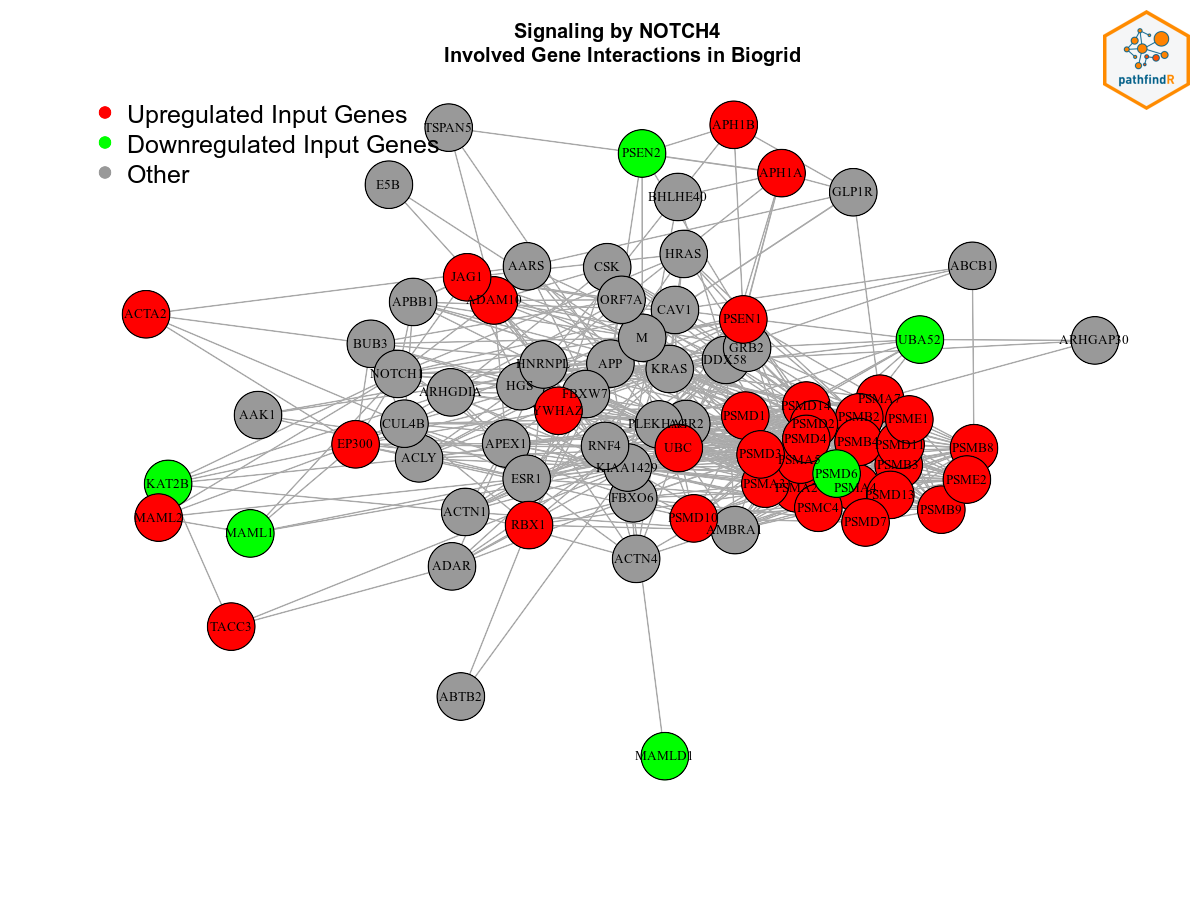 Signaling by NOTCH4
Involved Gene Interactions in Biogrid
pathfindR
Upregulated Input Genes
Downregulated Input Genes
Other
TSPAN5
APH1B
PSEN2
APH1A
E5B
BHLHE40
GLP1R
HRAS
AARS
CSK
ABCB1
JAG1
ADAM10
APBB1
ORF7A
CAV1
ACTA2
PSEN1
M
UBA52
ARHGAP30
BUB3
GRB2
DDX58
HNRNPL
APP
KRAS
NOTCH1
HGS
ARHGDIA
FBXW7
PSMA7
YWHAZ
PSMD14
AAK1
PSMD1
PSMB2
PSME1
CUL4B
PLEKHA4
PSMD2
EP300
APEX1
RNF4
UBC
PSMD4
PSMB4
PSMD11
PSMB8
ACLY
PSMD3
PSMA5
PSMB3
KIAA1429
KAT2B
ESR1
PSMD6
PSME2
PSMA2
PSMA4
FBXO6
PSMD13
MAML2
ACTN1
PSMC4
PSMB9
RBX1
PSMD10
PSMD7
MAML1
AMBRA1
ADAR
ACTN4
TACC3
ABTB2
MAMLD1